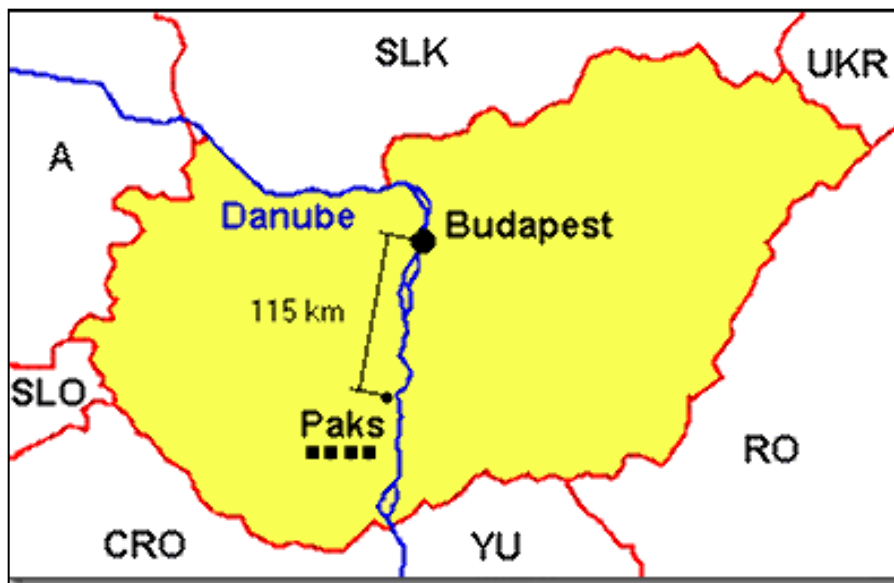 SLK
UKR
A
Danube
Budapest
115 km
SLO
Paks
RO
CRO
YU